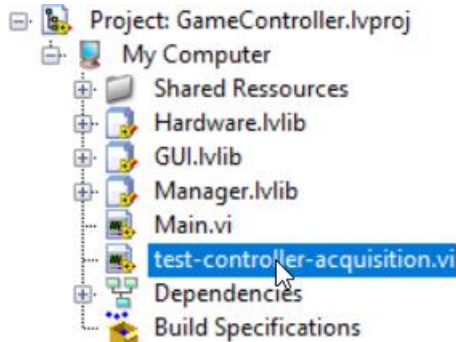 Project: GameController.lvproj
My Computer
Shared Ressources
Hardware.lvlib
GUI.lvlib
Manager.lvlib
Main.vi
test-controller-acquisition.vi
Dependencies
Build Specifications